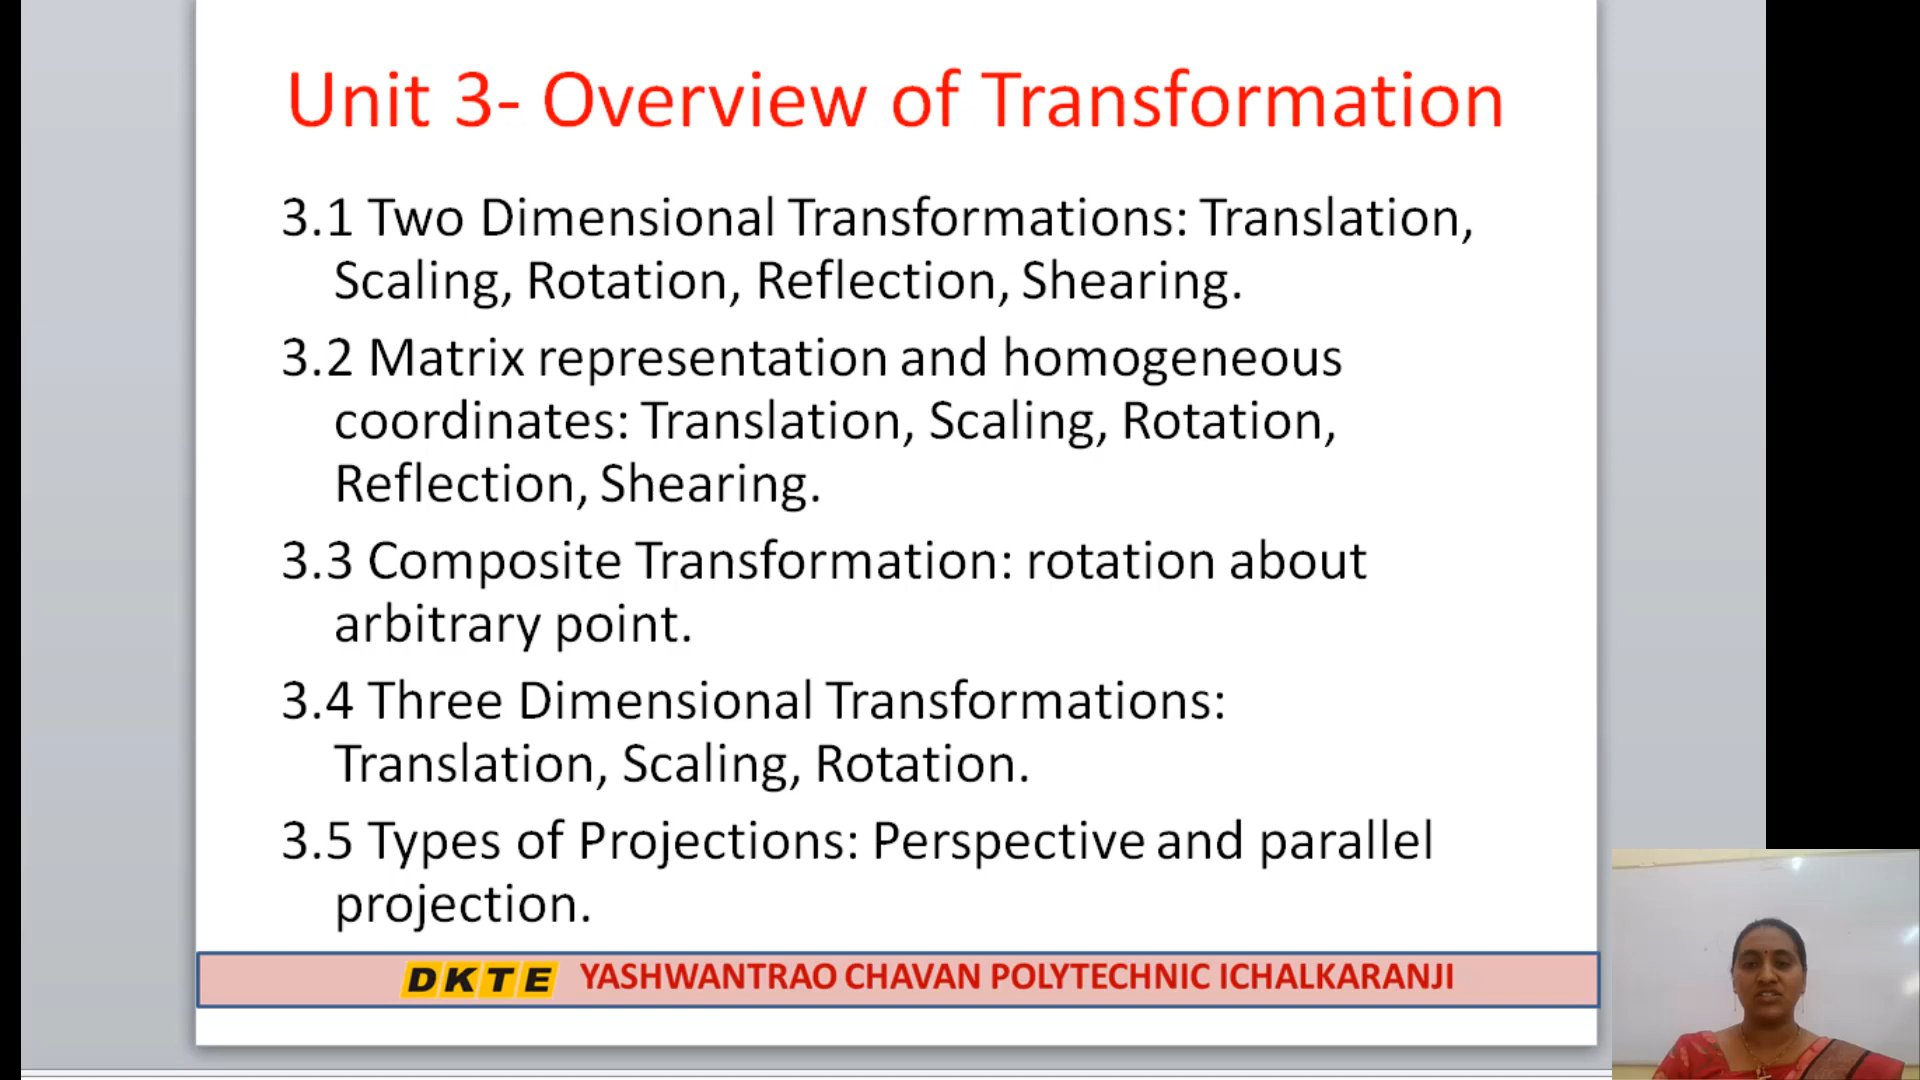 Unit 3- Overview of Transformation
3.1 Two Dimensional Transformations: Translation,
Scaling, Rotation, Reflection, Shearing.
3.2 Matrix representation and homogeneous
coordinates: Translation, Scaling, Rotation,
Reflection, Shearing.
3.3 Composite Transformation: rotation about
arbitrary point.
3.4 Three Dimensional Transformations:
Translation, Scaling, Rotation.
3.5 Types of Projections: Perspective and parallel
projection.
DKTE YASHWANTRAO CHAVAN POLYTECHNIC ICHALKARANJI